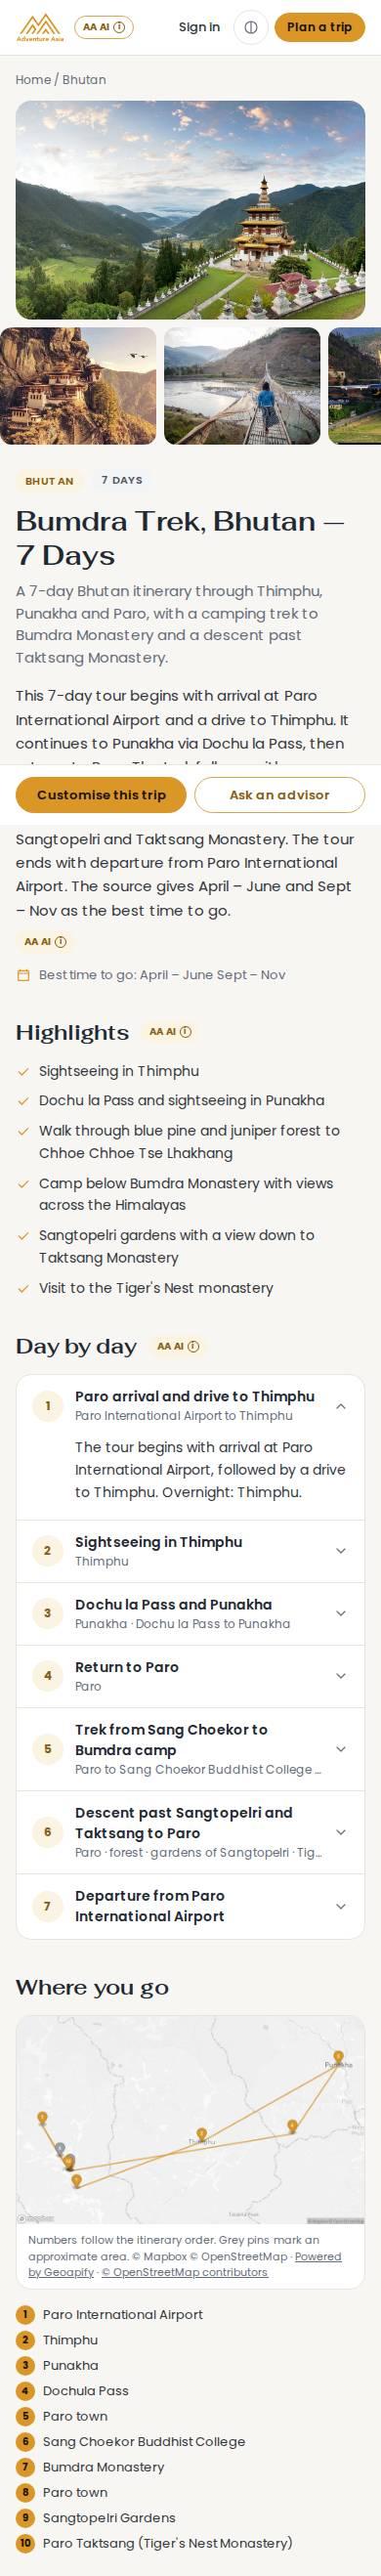 Adventure Asia
AA AI
Sign in
Plan a trip
Home / Bhutan
BHUTAN
7 DAYS
Bumdra Trek, Bhutan —
7 Days
A 7-day Bhutan itinerary through Thimphu,
Punakha and Paro, with a camping trek to
Bumdra Monastery and a descent past
Taktsang Monastery.
This 7-day tour begins with arrival at Paro
International Airport and a drive to Thimphu. It
continues to Punakha via Dochu la Pass, then
Customise this trip
Ask an advisor
Sangtopelri and Taktsang Monastery. The tour
ends with departure from Paro International
Airport. The source gives April – June and Sept
– Nov as the best time to go.
AA AI
Best time to go: April – June Sept – Nov
Highlights AA AI
Sightseeing in Thimphu
Dochu la Pass and sightseeing in Punakha
Walk through blue pine and juniper forest to
Chhoe Chhoe Tse Lhakhang
Camp below Bumdra Monastery with views
across the Himalayas
Sangtopelri gardens with a view down to
Taktsang Monastery
Visit to the Tiger's Nest monastery
Day by day AA AI
1
Paro arrival and drive to Thimphu
Paro International Airport to Thimphu
The tour begins with arrival at Paro
International Airport, followed by a drive
to Thimphu. Overnight: Thimphu.
2
Sightseeing in Thimphu
Thimphu
3
Dochu la Pass and Punakha
Punakha · Dochu la Pass to Punakha
4
Return to Paro
Paro
5
Trek from Sang Choekor to
Bumdra camp
Paro to Sang Choekor Buddhist College ...
6
Descent past Sangtopelri and
Taktsang to Paro
Paro · forest · gardens of Sangtopelri · Tig...
7
Departure from Paro
International Airport
Where you go
Punakha
Thimphu
Numbers follow the itinerary order. Grey pins mark an
approximate area. © Mapbox © OpenStreetMap · Powered
by Geoapify · © OpenStreetMap contributors
1 Paro International Airport
2 Thimphu
3 Punakha
4 Dochula Pass
5 Paro town
6 Sang Choekor Buddhist College
7 Bumdra Monastery
8 Paro town
9 Sangtopelri Gardens
10 Paro Taktsang (Tiger's Nest Monastery)